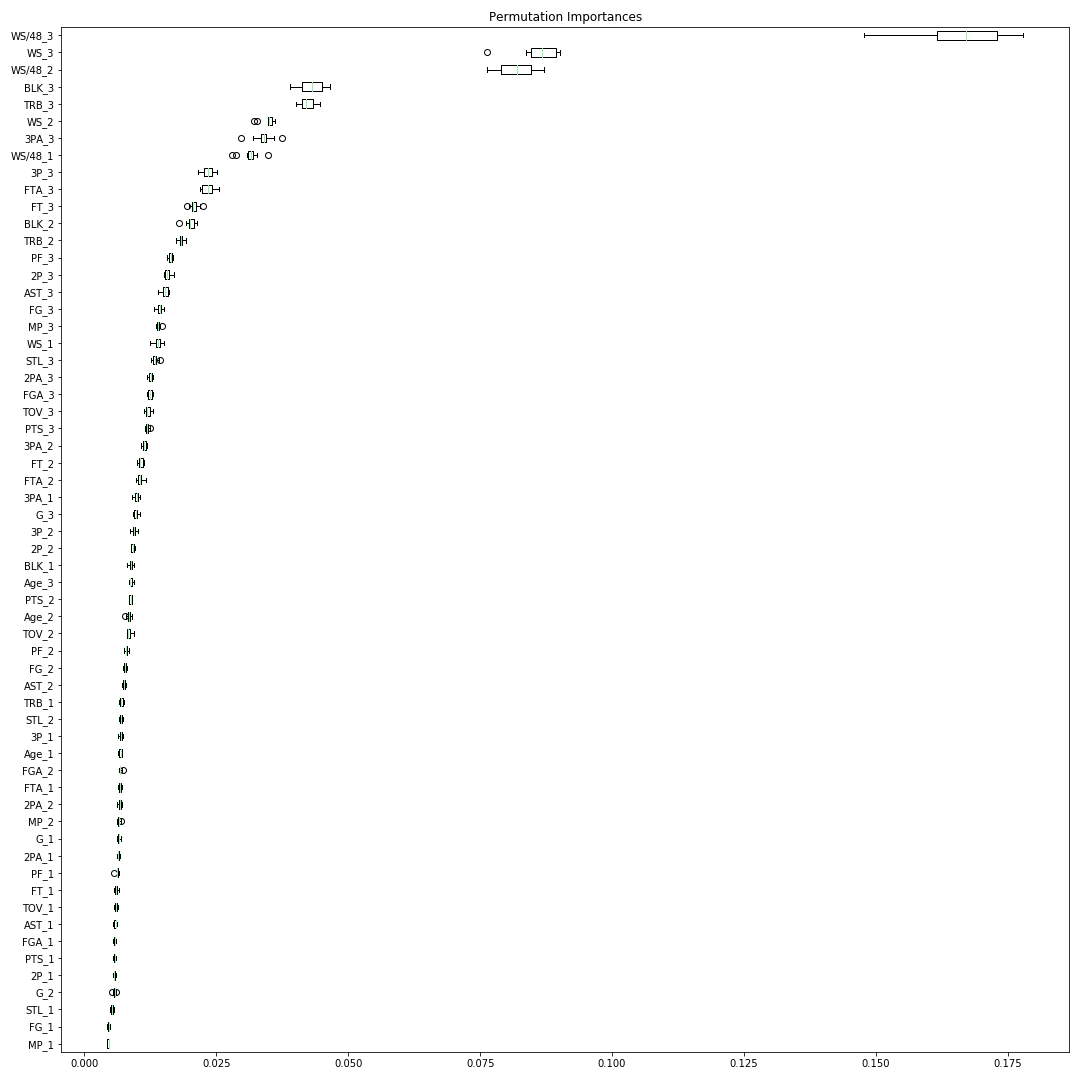 Permutation Importances
WS/48_3
WS_3
WS/48_2
BLK_3
TRB_3
WS_2
3PA_3
WS/48_1
3P_3
FTA_3
FT_3
BLK_2
TRB_2
PF_3
2P_3
AST_3
FG_3
MP_3
WS_1
STL_3
2PA_3
FGA_3
TOV_3
PTS_3
3PA_2
FT_2
FTA_2
3PA_1
G_3
3P_2
2P_2
BLK_1
Age_3
PTS_2
Age_2
TOV_2
PF_2
FG_2
AST_2
TRB_1
STL_2
3P_1
Age_1
FGA_2
FTA_1
2PA_2
MP_2
G_1
2PA_1
PF_1
FT_1
TOV_1
AST_1
FGA_1
PTS_1
2P_1
G_2
STL_1
FG_1
MP_1
0.000 0.025 0.050 0.075 0.100 0.125 0.150 0.175